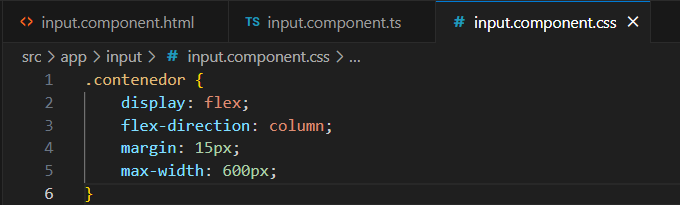 <> input.component.html TS input.component.ts # input.component.css ×
src > app > input > # input.component.css > ...
1 .contenedor {
2 display: flex;
3 flex-direction: column;
4 margin: 15px;
5 max-width: 600px;
6 }